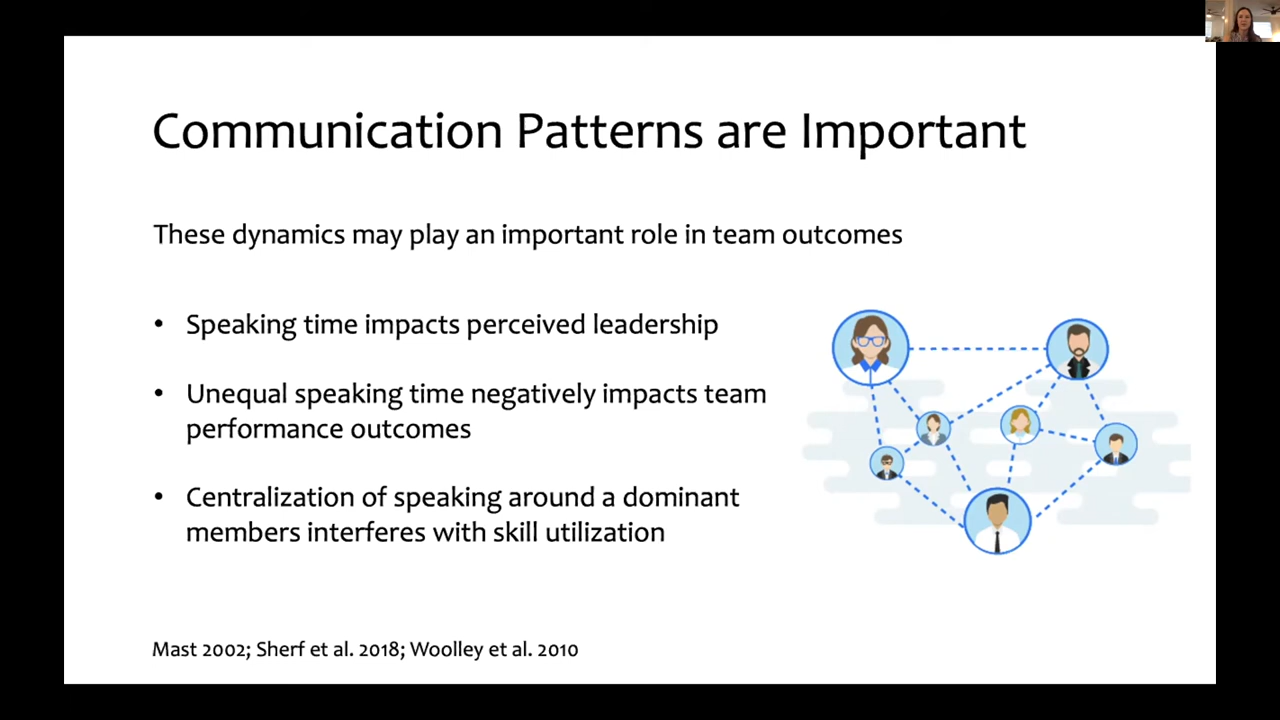 Communication Patterns are Important
These dynamics may play an important role in team outcomes
• Speaking time impacts perceived leadership
• Unequal speaking time negatively impacts team
performance outcomes
• Centralization of speaking around a dominant
members interferes with skill utilization
Mast 2002; Sherf et al. 2018; Woolley et al. 2010